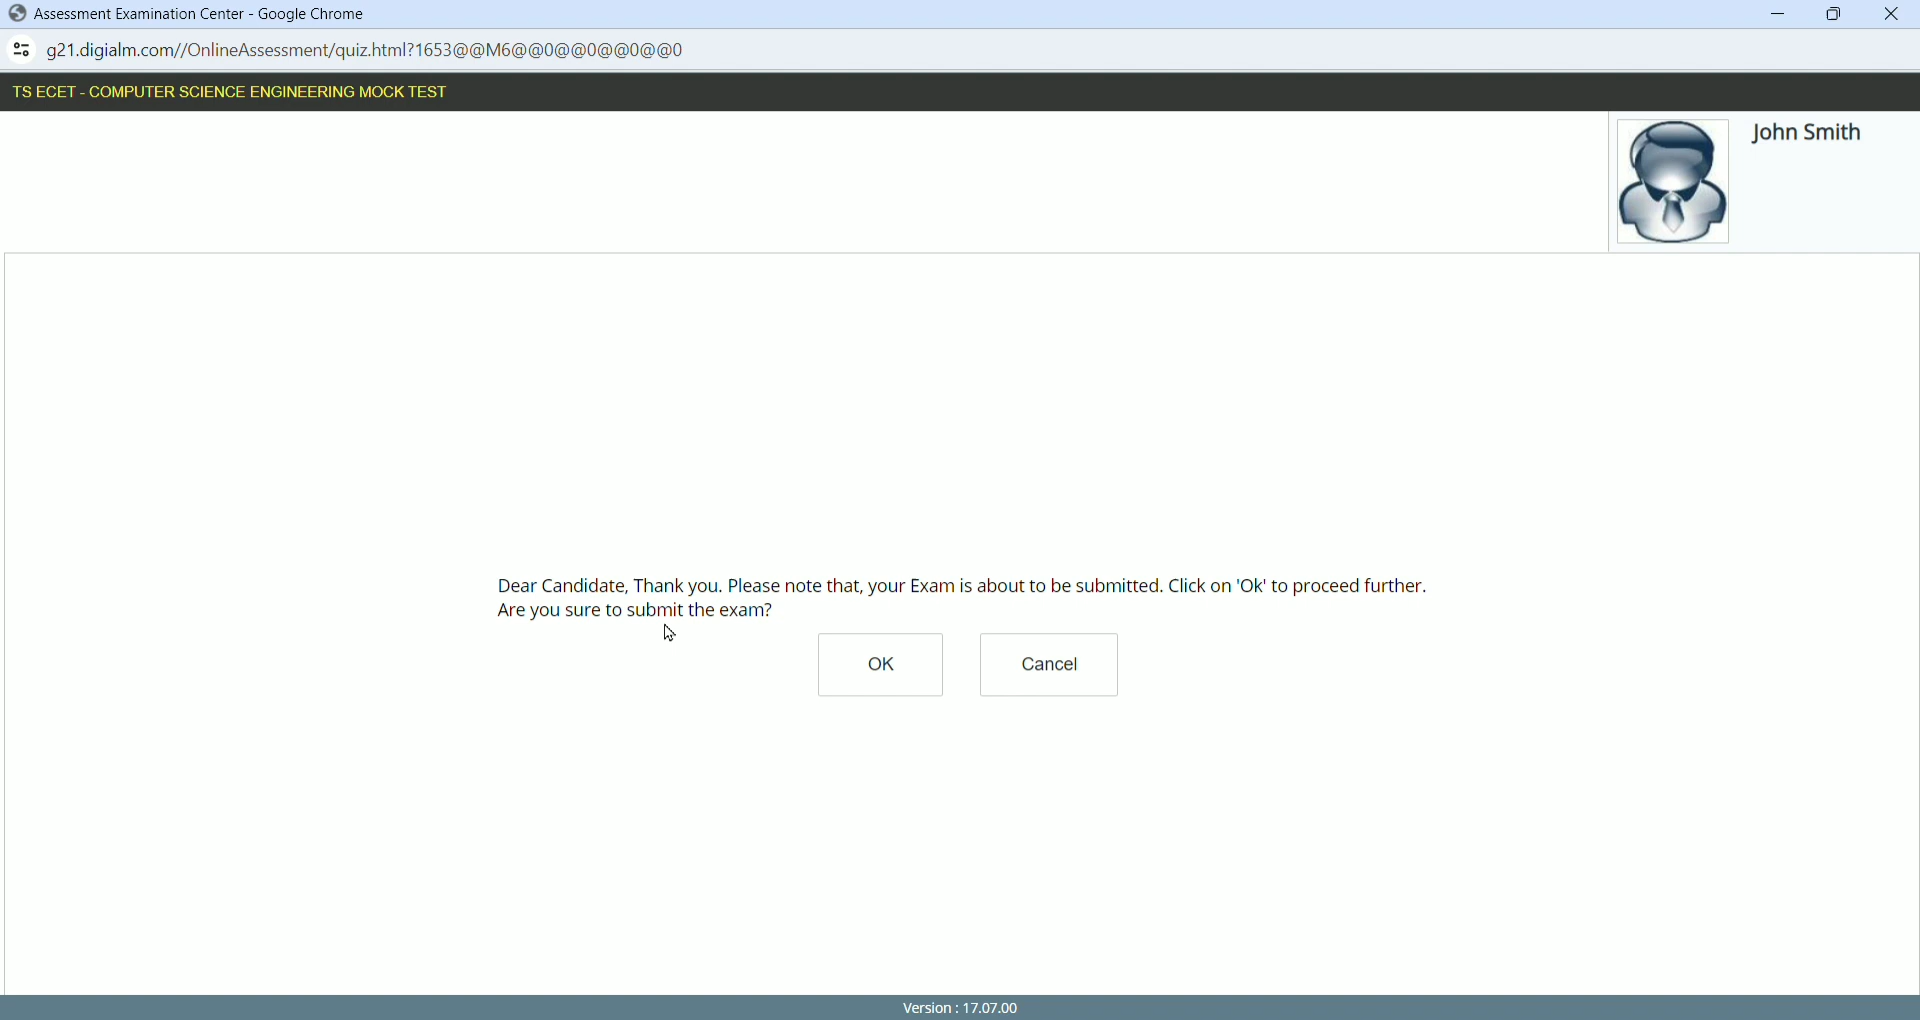 Assessment Examination Center - Google Chrome
g21.digialm.com//OnlineAssessment/quiz.html?1653@@M6@@0@@0@@0@@0
TS ECET - COMPUTER SCIENCE ENGINEERING MOCK TEST
John Smith
Dear Candidate, Thank you. Please note that, your Exam is about to be submitted. Click on 'Ok' to proceed further.
Are you sure to submit the exam?
OK Cancel
Version : 17.07.00